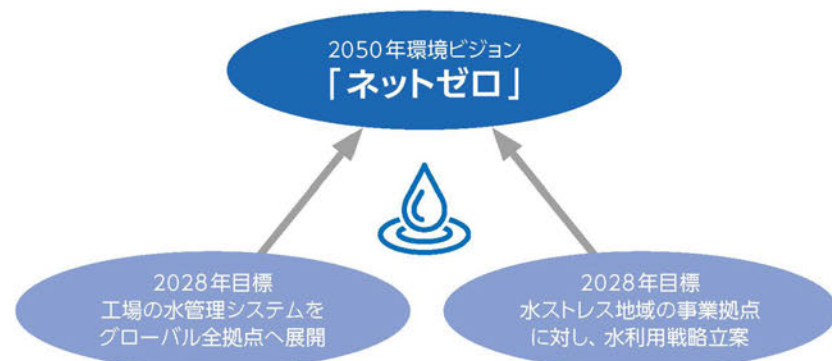 2050年環境ビジョン
「ネットゼロ」
2028年目標
工場の水管理システムを
グローバル全拠点へ展開
2028年目標
水ストレス地域の事業拠点
に対し、水利用戦略立案